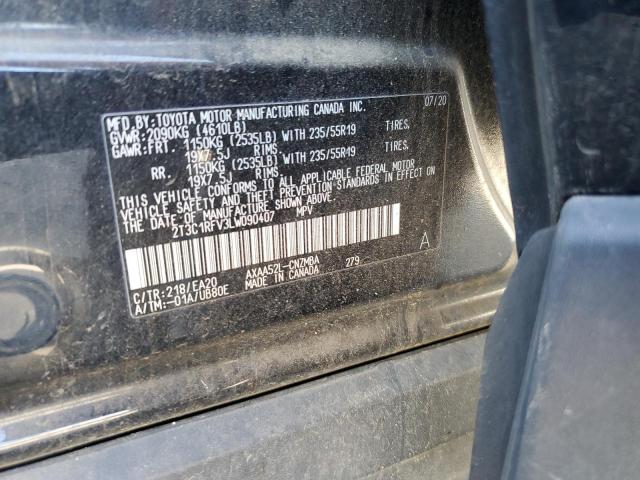 MFD.BY:TOYOTA MOTOR MANUFACTURING CANADA INC. 07/20
GVWR:2090KG (4610LB)
GAWR:FRT. 1150KG (2535LB) WITH 235/55R19 TIRES,
19X7.5J RIMS
RR. 1150KG (2535LB) WITH 235/55R19 TIRES,
19X7.5J RIMS
THIS VEHICLE CONFORMS TO ALL APPLICABLE FEDERAL MOTOR
VEHICLE SAFETY AND THEFT PREVENTION STANDARDS IN EFFECT
ON THE DATE OF MANUFACTURE SHOWN ABOVE.
2T3C1RFV3LW090407 MPV
A
C/TR:218/EA20 AXAA52L-CNZMBA 279
A/TM:-01A/UB80E MADE IN CANADA